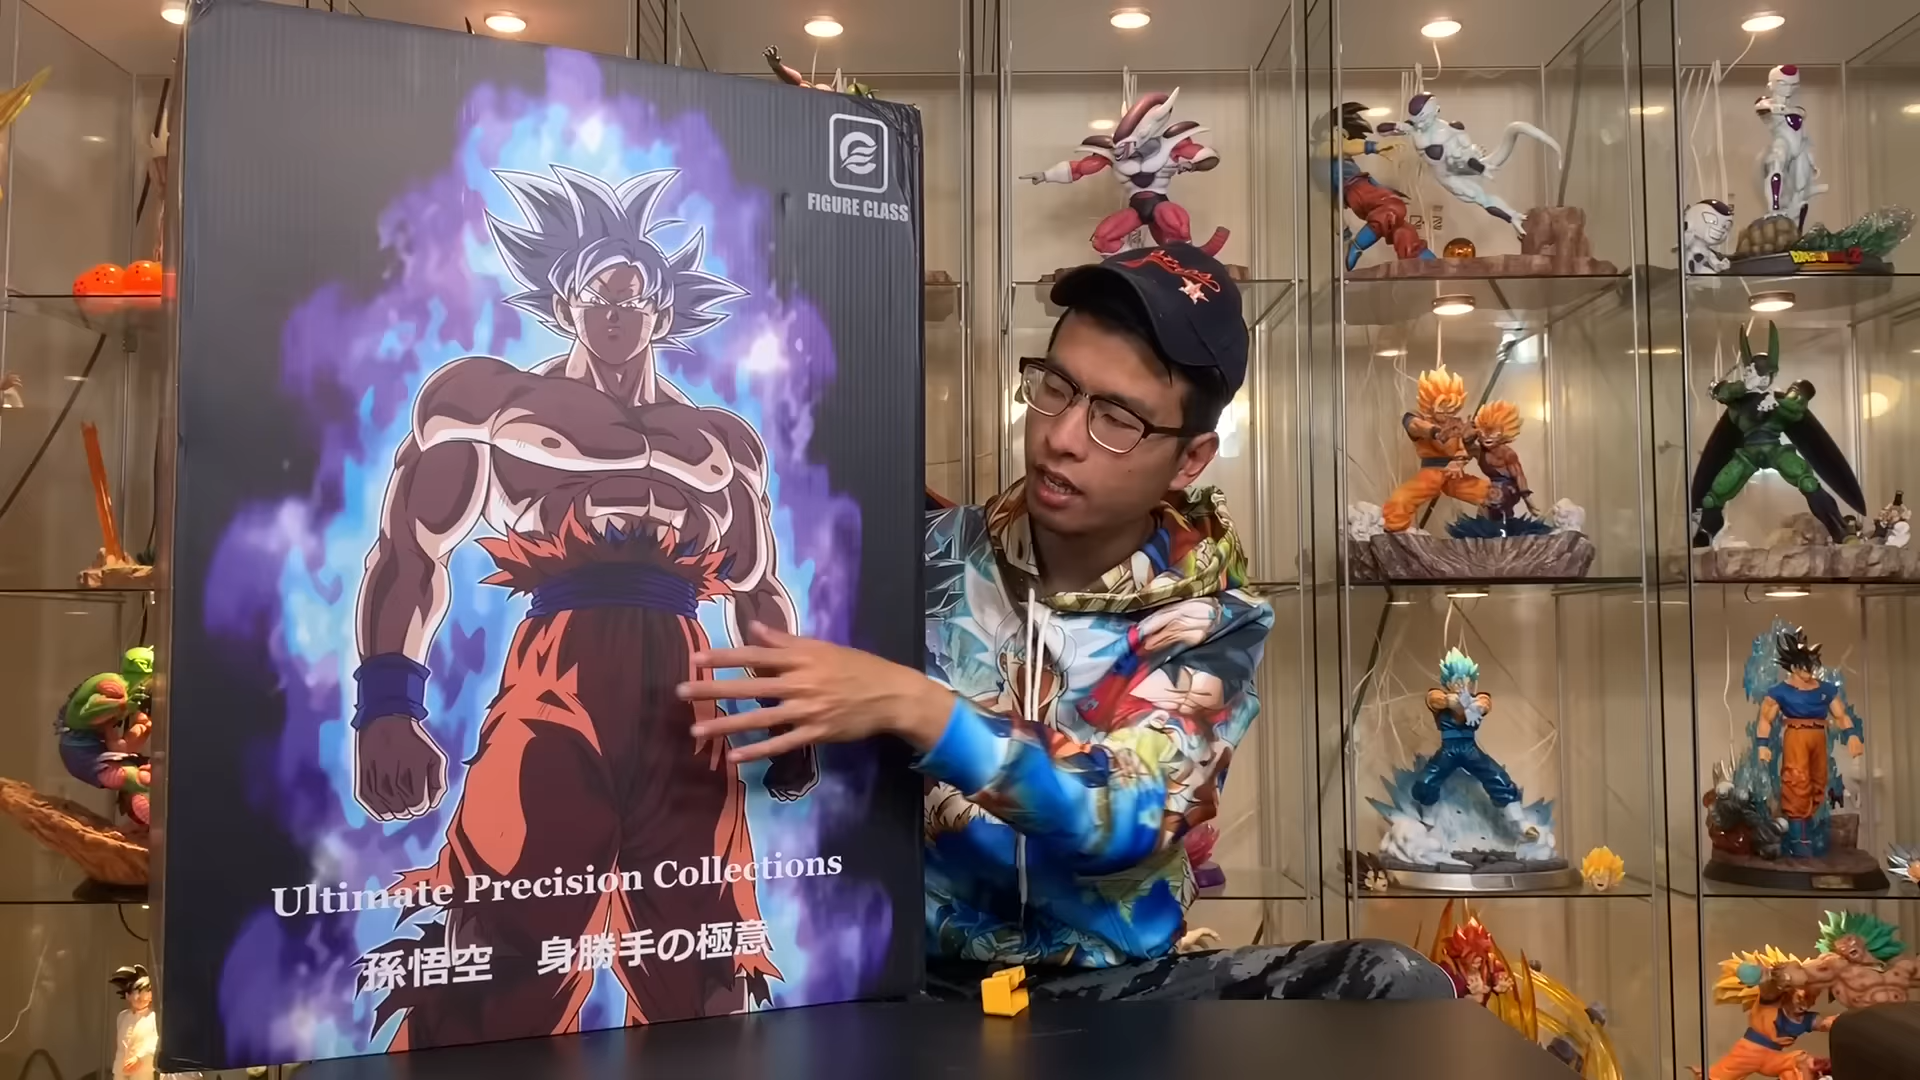 FIGURE CLASS
Ultimate Precision Collections
孫悟空 身勝手の極意